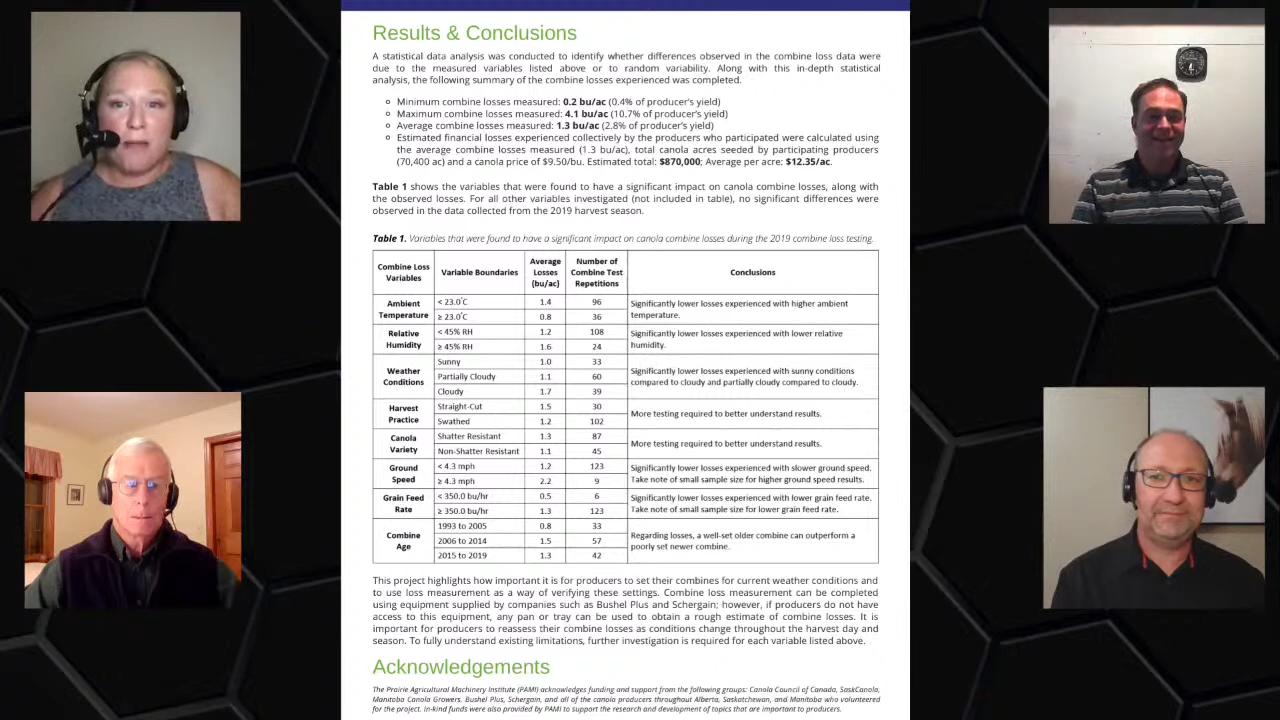 Results & Conclusions
A statistical data analysis was conducted to identify whether differences observed in the combine loss data were
due to the measured variables listed above or to random variability. Along with this in-depth statistical
analysis, the following summary of the combine losses experienced was completed.
Minimum combine losses measured: 0.2 bu/ac (0.4% of producer's yield)
Maximum combine losses measured: 4.1 bu/ac (10.7% of producer's yield)
Average combine losses measured: 1.3 bu/ac (2.8% of producer's yield)
Estimated financial losses experienced collectively by the producers who participated were calculated using
the average combine losses measured (1.3 bu/ac), total canola acres seeded by participating producers
(70,400 ac) and a canola price of $9.50/bu. Estimated total: $870,000; Average per acre: $12.35/ac.
Table 1 shows the variables that were found to have a significant impact on canola combine losses, along with
the observed losses. For all other variables investigated (not included in table), no significant differences were
observed in the data collected from the 2019 harvest season.
Table 1. Variables that were found to have a significant impact on canola combine losses during the 2019 combine loss testing.
Combine Loss Variables | Variable Boundaries | Average Losses (bu/ac) | Number of Combine Test Repetitions | Conclusions
Ambient Temperature | < 23.0°C | 1.4 | 96 | Significantly lower losses experienced with higher ambient temperature.
≥ 23.0°C | 0.8 | 36
Relative Humidity | < 45% RH | 1.2 | 108 | Significantly lower losses experienced with lower relative humidity.
≥ 45% RH | 1.6 | 24
Weather Conditions | Sunny | 1.0 | 33 | Significantly lower losses experienced with sunny conditions compared to cloudy and partially cloudy compared to cloudy.
Partially Cloudy | 1.1 | 60
Cloudy | 1.7 | 39
Harvest Practice | Straight-Cut | 1.5 | 30 | More testing required to better understand results.
Swathed | 1.2 | 102
Canola Variety | Shatter Resistant | 1.3 | 87 | More testing required to better understand results.
Non-Shatter Resistant | 1.1 | 45
Ground Speed | < 4.3 mph | 1.2 | 123 | Significantly lower losses experienced with slower ground speed. Take note of small sample size for higher ground speed results.
≥ 4.3 mph | 2.2 | 9
Grain Feed Rate | < 350.0 bu/hr | 0.5 | 6 | Significantly lower losses experienced with lower grain feed rate. Take note of small sample size for lower grain feed rate.
≥ 350.0 bu/hr | 1.3 | 123
Combine Age | 1993 to 2005 | 0.8 | 33 | Regarding losses, a well-set older combine can outperform a poorly set newer combine.
2006 to 2014 | 1.5 | 57
2015 to 2019 | 1.3 | 42
This project highlights how important it is for producers to set their combines for current weather conditions and
to use loss measurement as a way of verifying these settings. Combine loss measurement can be completed
using equipment supplied by companies such as Bushel Plus and Schergain; however, if producers do not have
access to this equipment, any pan or tray can be used to obtain a rough estimate of combine losses. It is
important for producers to reassess their combine losses as conditions change throughout the harvest day and
season. To fully understand existing limitations, further investigation is required for each variable listed above.
Acknowledgements
The Prairie Agricultural Machinery Institute (PAMI) acknowledges funding and support from the following groups: Canola Council of Canada, SaskCanola,
Manitoba Canola Growers, Bushel Plus, Schergain, and all of the canola producers throughout Alberta, Saskatchewan, and Manitoba who volunteered
for the project. In-kind funds were also provided by PAMI to support the research and development of topics that are important to producers.